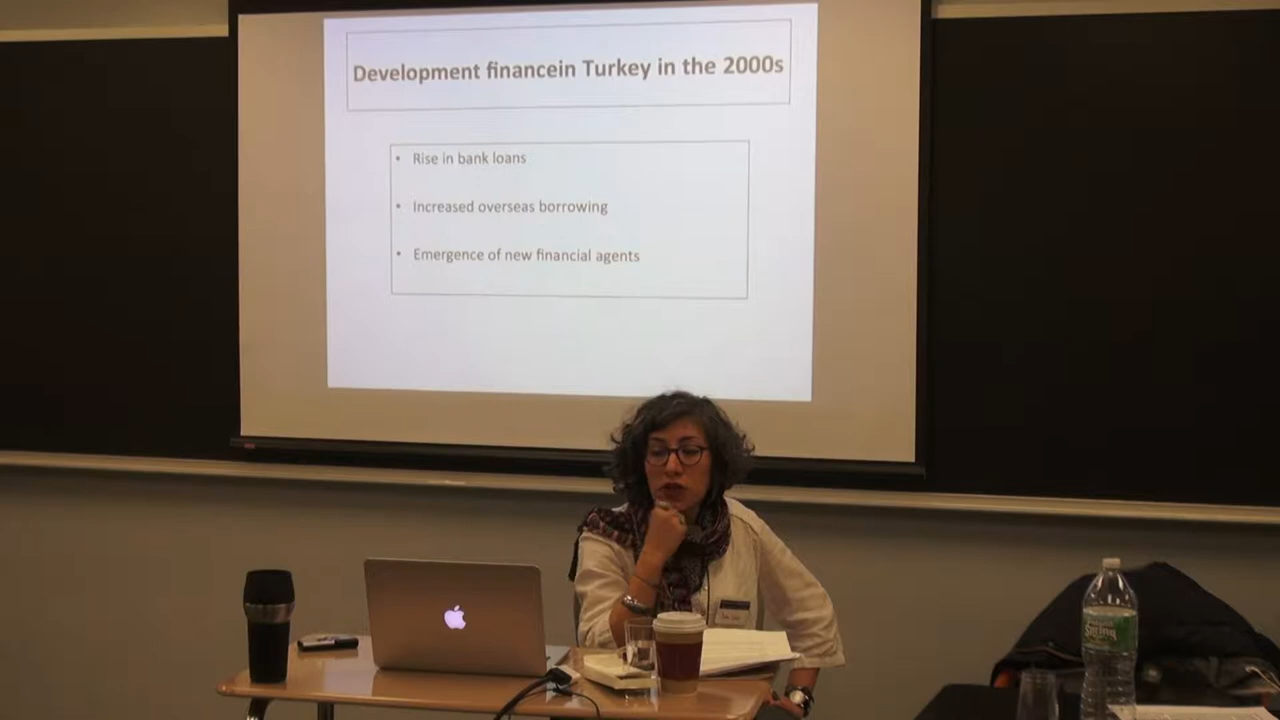 Development financein Turkey in the 2000s
• Rise in bank loans
• Increased overseas borrowing
• Emergence of new financial agents
Spring